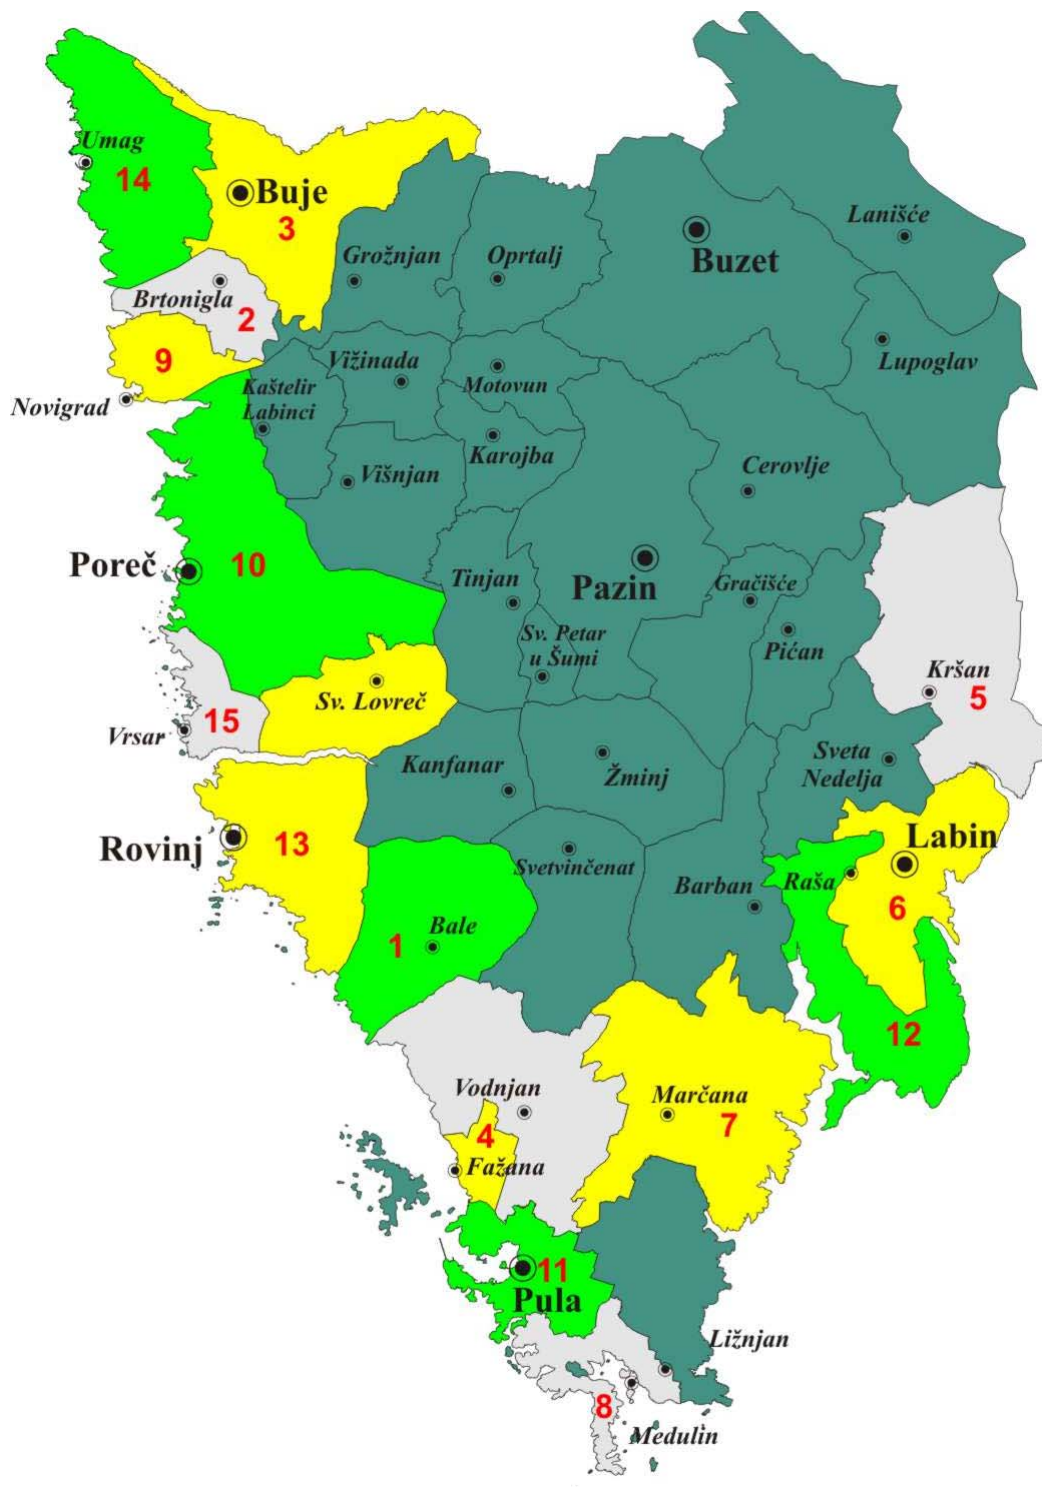 Umag
14
Buje
3
Lanišće
Buzet
Grožnjan
Oprtalj
Brtonigla
2
Lupoglav
9
Vižinada
Motovun
Kaštelir
Labinci
Novigrad
Karojba
Cerovlje
Višnjan
Poreč
10
Tinjan
Pazin
Gračišće
Sv. Petar
u Šumi
Pićan
Kršan
5
Sv. Lovreč
15
Vrsar
Kanfanar
Žminj
Sveta
Nedelja
Rovinj
13
Labin
Svetvinčenat
Barban
Raša
6
1
Bale
12
Vodnjan
Marčana
7
4
Fažana
11
Pula
Ližnjan
8
Medulin